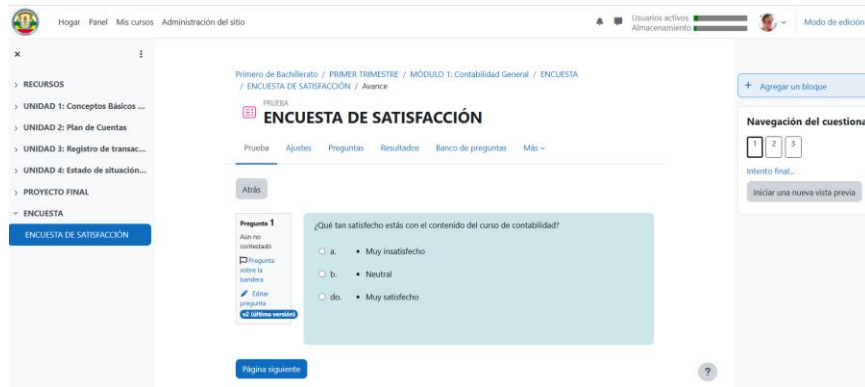 Hogar Panel Mis cursos Administración del sitio
Usuarios activos
Almacenamiento
Modo de edición
RECURSOS
UNIDAD 1: Conceptos Básicos ...
UNIDAD 2: Plan de Cuentas
UNIDAD 3: Registro de transac...
UNIDAD 4: Estado de situación...
PROYECTO FINAL
ENCUESTA
ENCUESTA DE SATISFACCIÓN
Primero de Bachillerato / PRIMER TRIMESTRE / MÓDULO 1: Contabilidad General / ENCUESTA
/ ENCUESTA DE SATISFACCIÓN / Avance
PRUEBA
ENCUESTA DE SATISFACCIÓN
Prueba Ajustes Preguntas Resultados Banco de preguntas Más
Atrás
Pregunta 1
Aún no
contestado
Pregunta
sobre la
bandera
Editar
pregunta
v2 (última versión)
¿Qué tan satisfecho estás con el contenido del curso de contabilidad?
a. • Muy insatisfecho
b. • Neutral
do. • Muy satisfecho
Página siguiente
?
+ Agregar un bloque
Navegación del cuestiona
1 2 3
Intento final...
Iniciar una nueva vista previa